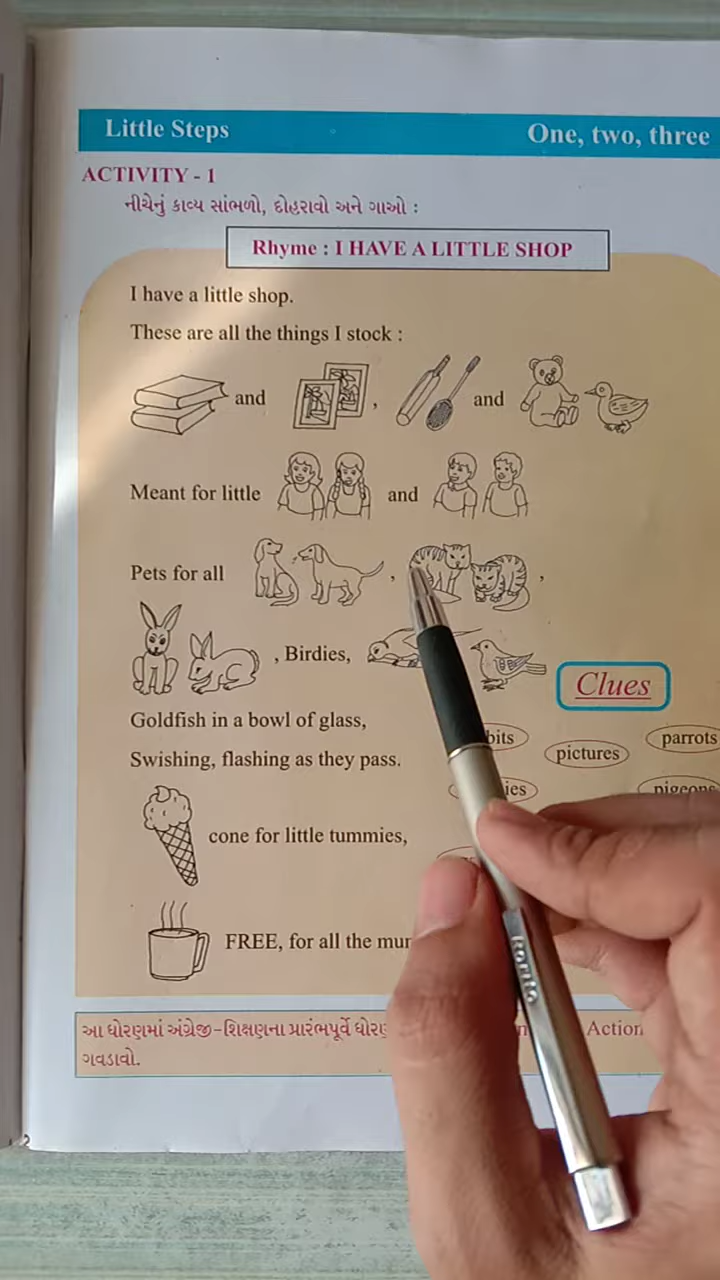 Little Steps
One, two, three
ACTIVITY - 1
નીચેનું કાવ્ય સાંભળો, દોહરાવો અને ગાઓ :
Rhyme : I HAVE A LITTLE SHOP
I have a little shop.
These are all the things I stock :
and , and
Meant for little and
Pets for all , ,
, Birdies,
Clues
Goldfish in a bowl of glass,
parrots
pictures
Swishing, flashing as they pass.
cone for little tummies,
FREE, for all the
આ ધોરણમાં અંગ્રેજી-શિક્ષણના પ્રારંભપૂર્વે Action
ગવડાવો.